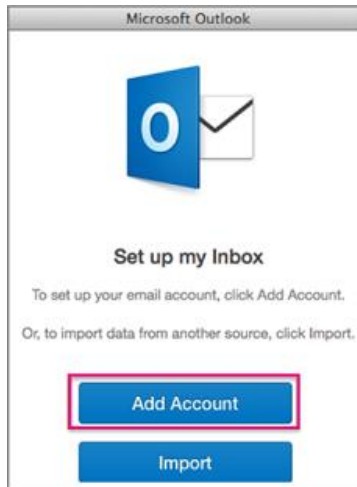 Microsoft Outlook
O
Set up my Inbox
To set up your email account, click Add Account.
Or, to import data from another source, click Import.
Add Account
Import